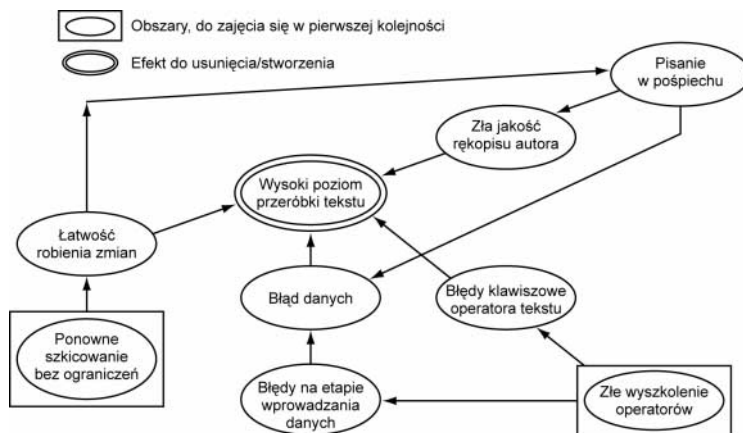 Obszary, do zajęcia się w pierwszej kolejności
Efekt do usunięcia/stworzenia
Pisanie
w pośpiechu
Zła jakość
rękopisu autora
Wysoki poziom
przeróbki tekstu
Łatwość
robienia zmian
Błąd danych
Błędy klawiszowe
operatora tekstu
Ponowne
szkicowanie
bez ograniczeń
Błędy na etapie
wprowadzania
danych
Złe wyszkolenie
operatorów